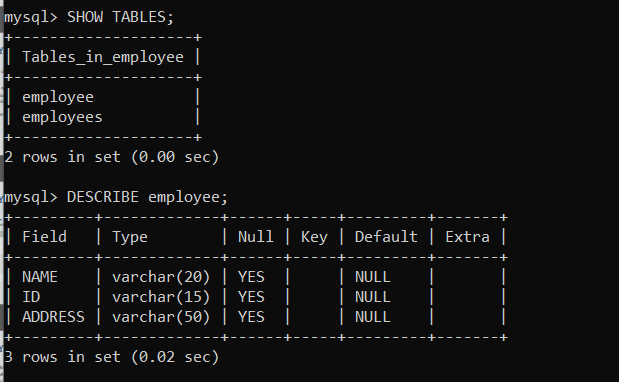 mysql> SHOW TABLES;
+--------------------+
| Tables_in_employee |
+--------------------+
| employee           |
| employees          |
+--------------------+
2 rows in set (0.00 sec)

mysql> DESCRIBE employee;
+---------+-------------+------+-----+---------+-------+
| Field   | Type        | Null | Key | Default | Extra |
+---------+-------------+------+-----+---------+-------+
| NAME    | varchar(20) | YES  |     | NULL    |       |
| ID      | varchar(15) | YES  |     | NULL    |       |
| ADDRESS | varchar(50) | YES  |     | NULL    |       |
+---------+-------------+------+-----+---------+-------+
3 rows in set (0.02 sec)